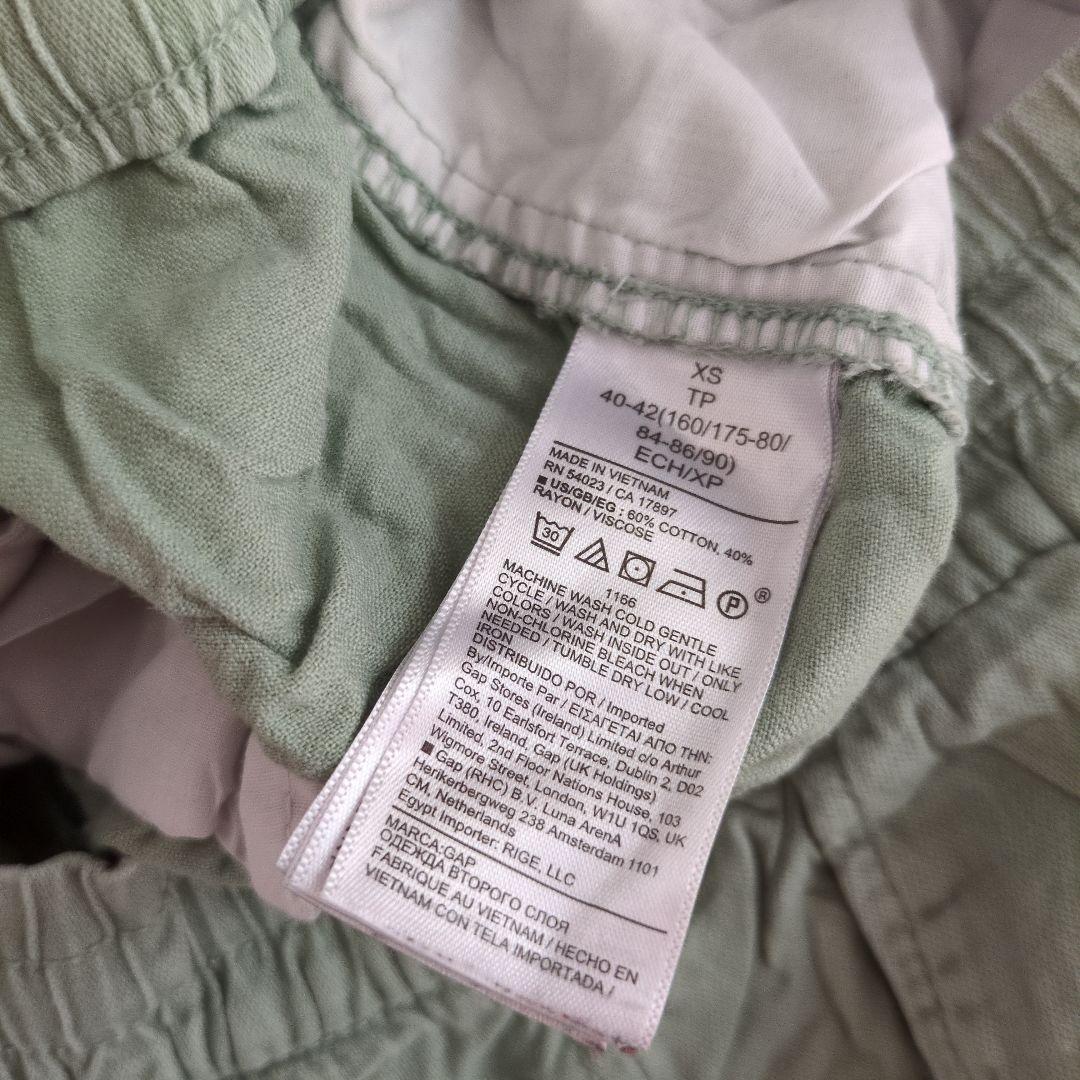 XS
TP
40-42(160/175-80/
84-86/90)
ECH/XP
MADE IN VIETNAM
RN 54023 / CA 17897
■ US/GB/EG : 60% COTTON, 40%
RAYON / VISCOSE
30 P ®
1166
MACHINE WASH COLD GENTLE
CYCLE / WASH AND DRY WITH LIKE
COLORS / WASH INSIDE OUT / ONLY
NON-CHLORINE BLEACH WHEN
NEEDED / TUMBLE DRY LOW / COOL
IRON
DISTRIBUIDO POR / Imported
By/Importe Par / ΕΙΣΑΓΕΤΑΙ ΑΠΟ ΤΗΝ:
Gap Stores (Ireland) Limited c/o Arthur
Cox, 10 Earlsfort Terrace, Dublin 2, D02
T380, Ireland, Gap (UK Holdings)
Limited, 2nd Floor Nations House, 103
Wigmore Street, London, W1U 1QS, UK
■ Gap (RHC) B.V, Luna ArenA
Herikerbergweg 238 Amsterdam 1101
CM, Netherlands
Egypt Importer: RIGE, LLC
MARCA:GAP
ОДЕЖДА ВТОРОГО СЛОЯ
FABRIQUE AU VIETNAM / HECHO EN
VIETNAM CON TELA IMPORTADA /